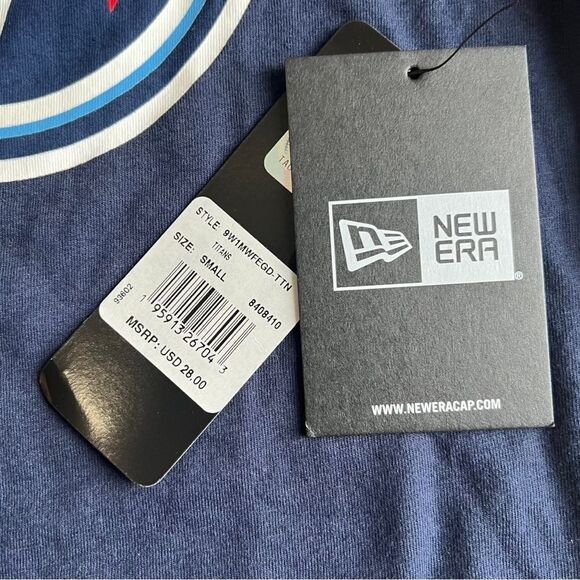 TAG
STYLE: 9W1MWFEGD-TTN
TITANS
SIZE: SMALL
8408410
93602
1 95913 26704 3
MSRP: USD 28.00
NEW
ERA
®
WWW.NEWERACAP.COM